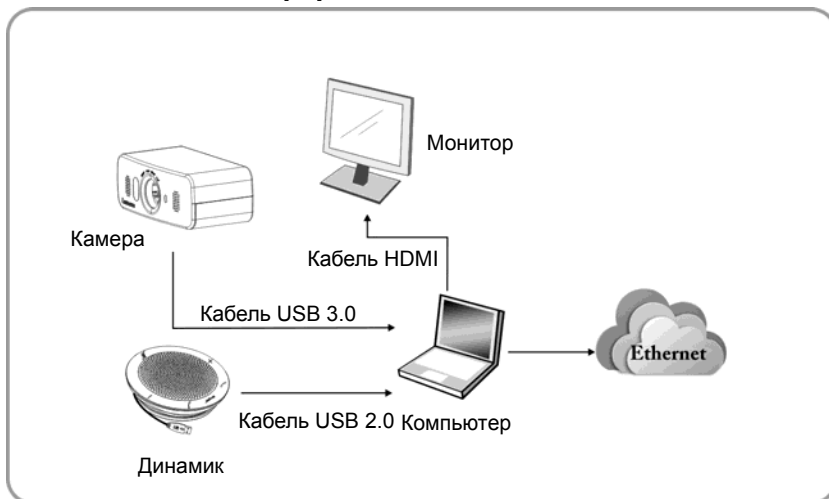 Монитор
Камера
Кабель HDMI
Кабель USB 3.0
Ethernet
Кабель USB 2.0 Компьютер
Динамик